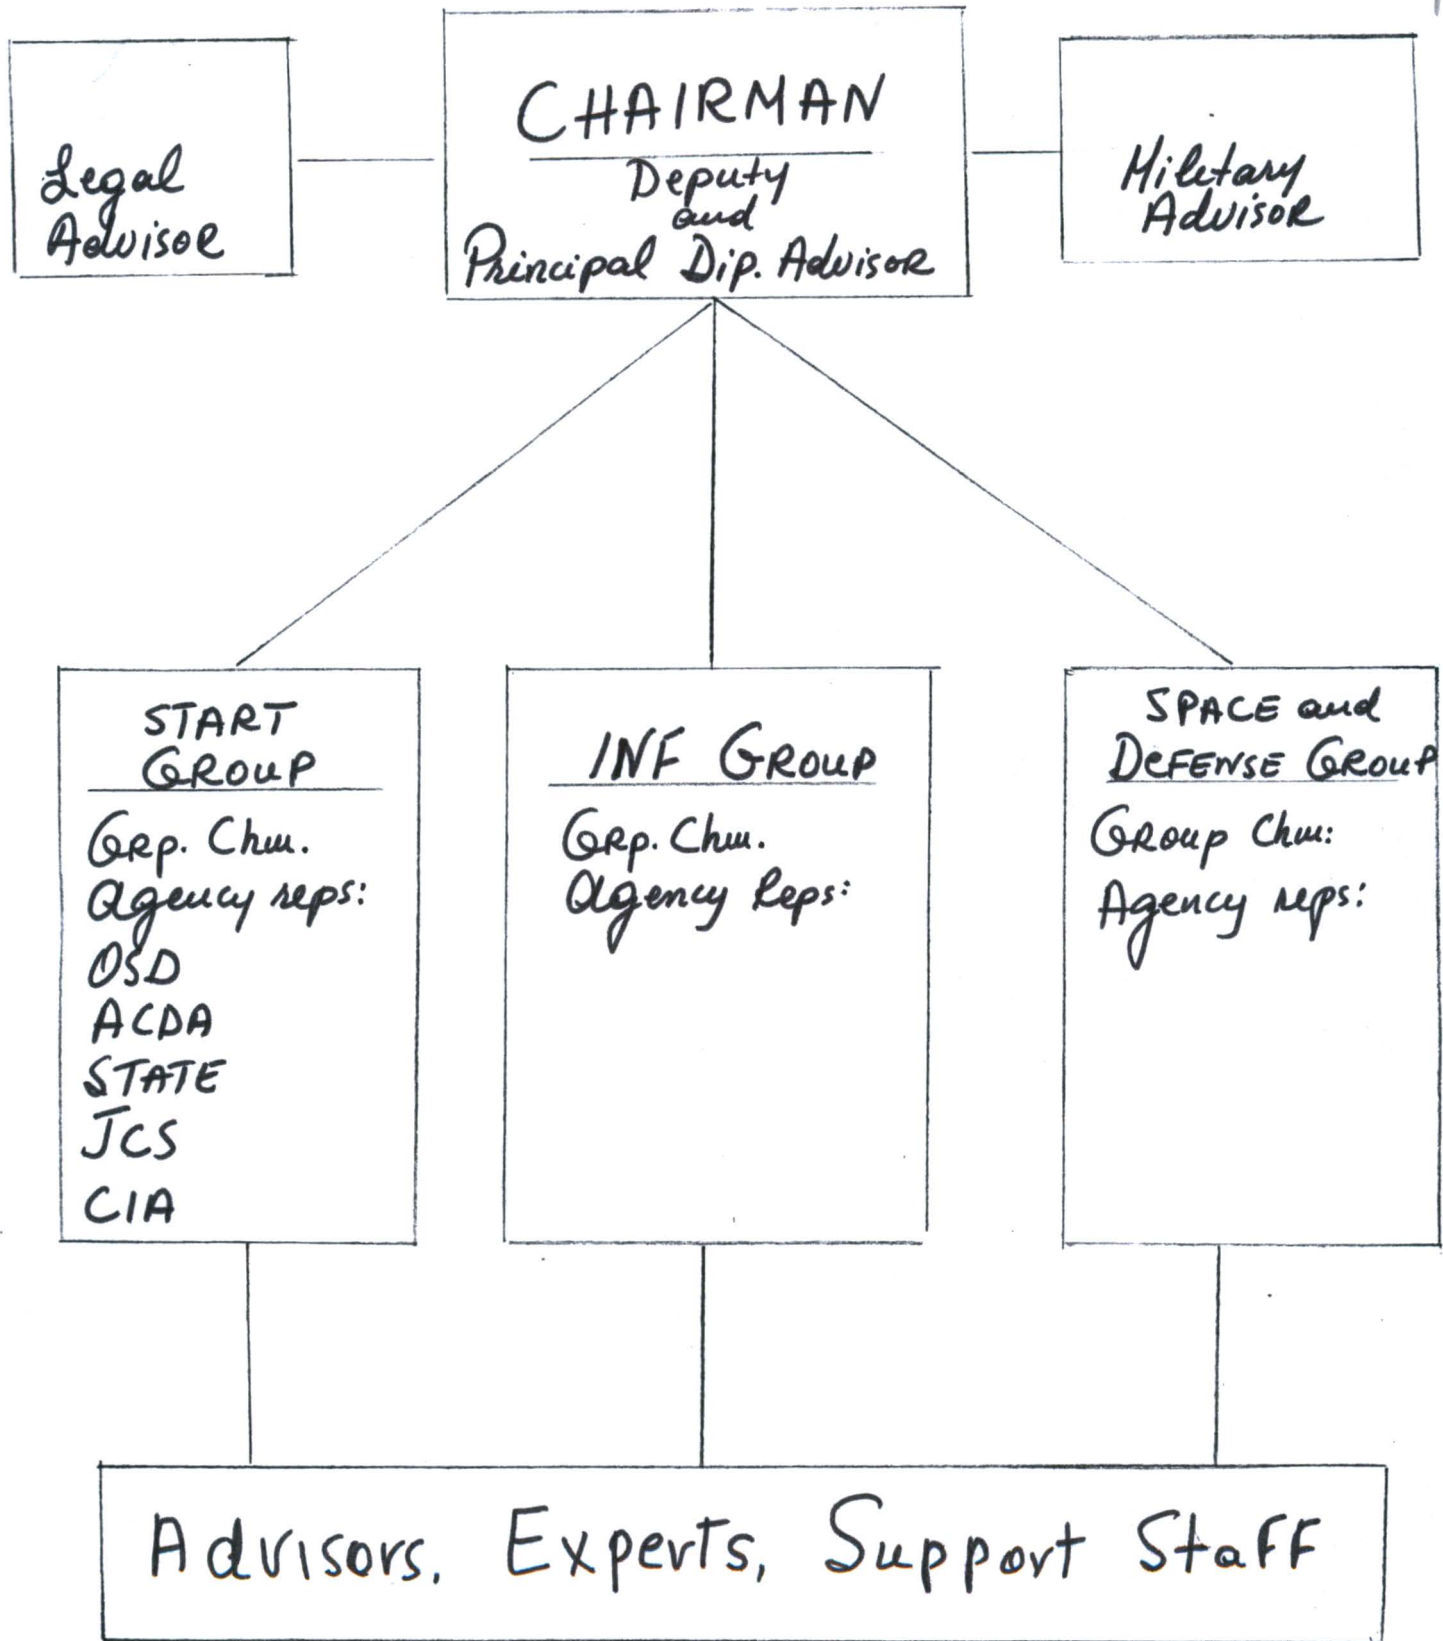 CHAIRMAN
Deputy
and
Principal Dip. Advisor
Legal
Advisor
Military
Advisor
START
GROUP
Grp. Chm.
Agency reps:
OSD
ACDA
STATE
JCS
CIA
INF GROUP
Grp. Chm.
Agency Reps:
SPACE and
DEFENSE GROUP
Group Chm:
Agency reps:
Advisors, Experts, Support Staff